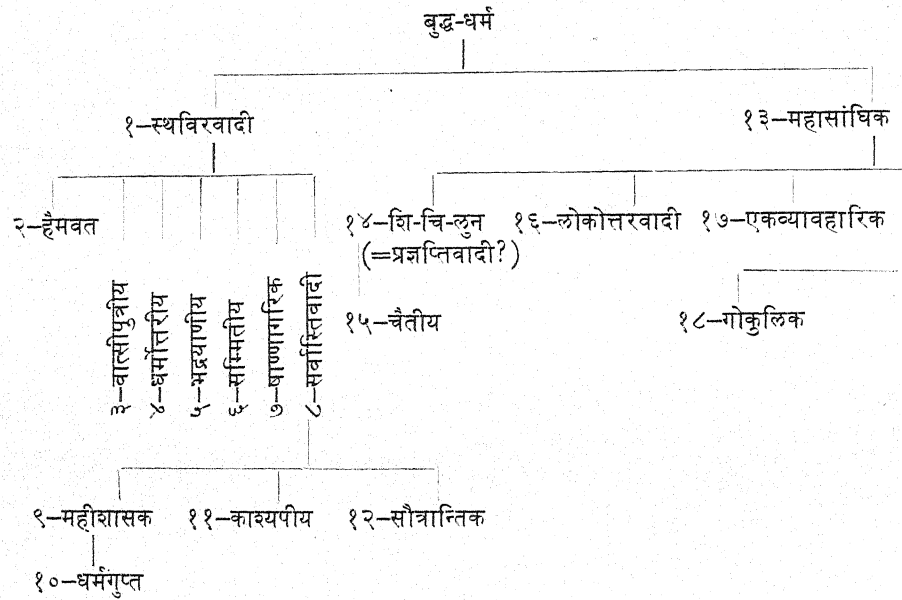 बुद्ध-धर्म
१–स्थविरवादी
१३–महासांघिक
२–हैमवत
१४–शि-चि-लुन
(=प्रज्ञप्तिवादी?)
१६–लोकोत्तरवादी
१७–एकव्यावहारिक
३–वात्सीपुत्रीय
४–धर्मोत्तरीय
५–भद्रयाणीय
६–सम्मितीय
७–षाण्णागरिक
८–सर्वास्तिवादी
१५–चैतीय
१८–गोकुलिक
९–महीशासक
११–काश्यपीय
१२–सौत्रान्तिक
१०–धर्मगुप्त